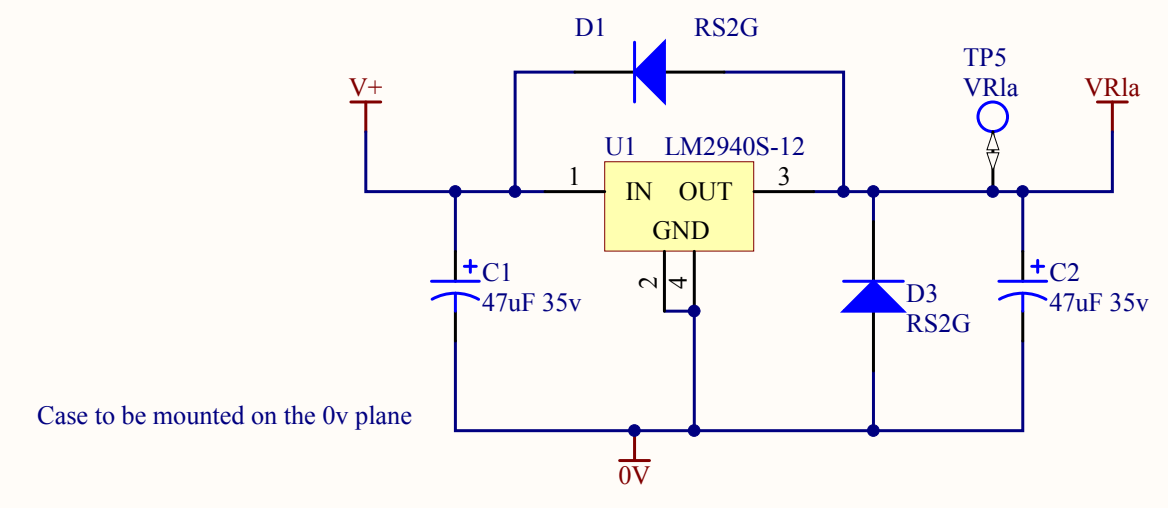 D1 RS2G
TP5
V+ VRla VRla
U1 LM2940S-12
1 3
IN OUT
GND
2 4
+ C1
47uF 35v
+ C2
47uF 35v
D3
RS2G
Case to be mounted on the 0v plane
0V